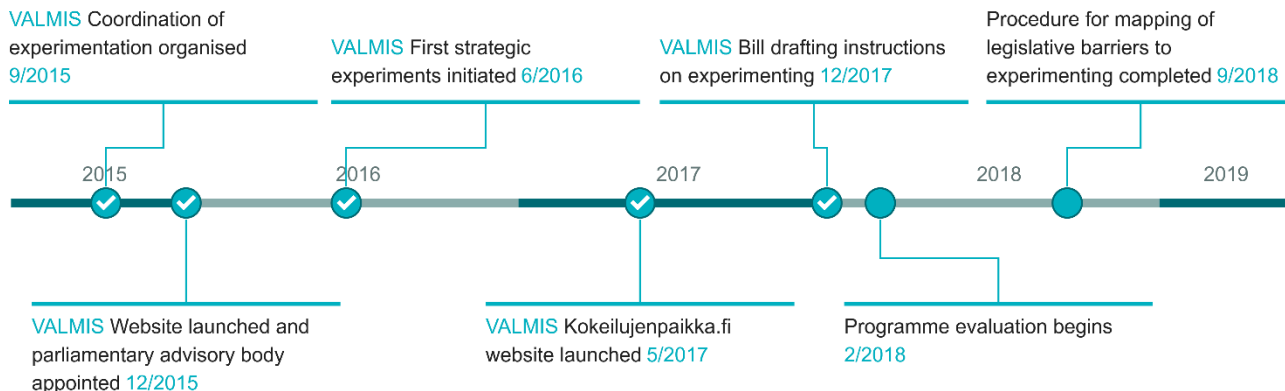 VALMIS Coordination of
experimentation organised
9/2015
VALMIS First strategic
experiments initiated 6/2016
VALMIS Bill drafting instructions
on experimenting 12/2017
Procedure for mapping of
legislative barriers to
experimenting completed 9/2018
2015
2016
2017
2018
2019
VALMIS Website launched and
parliamentary advisory body
appointed 12/2015
VALMIS Kokeilujenpaikka.fi
website launched 5/2017
Programme evaluation begins
2/2018